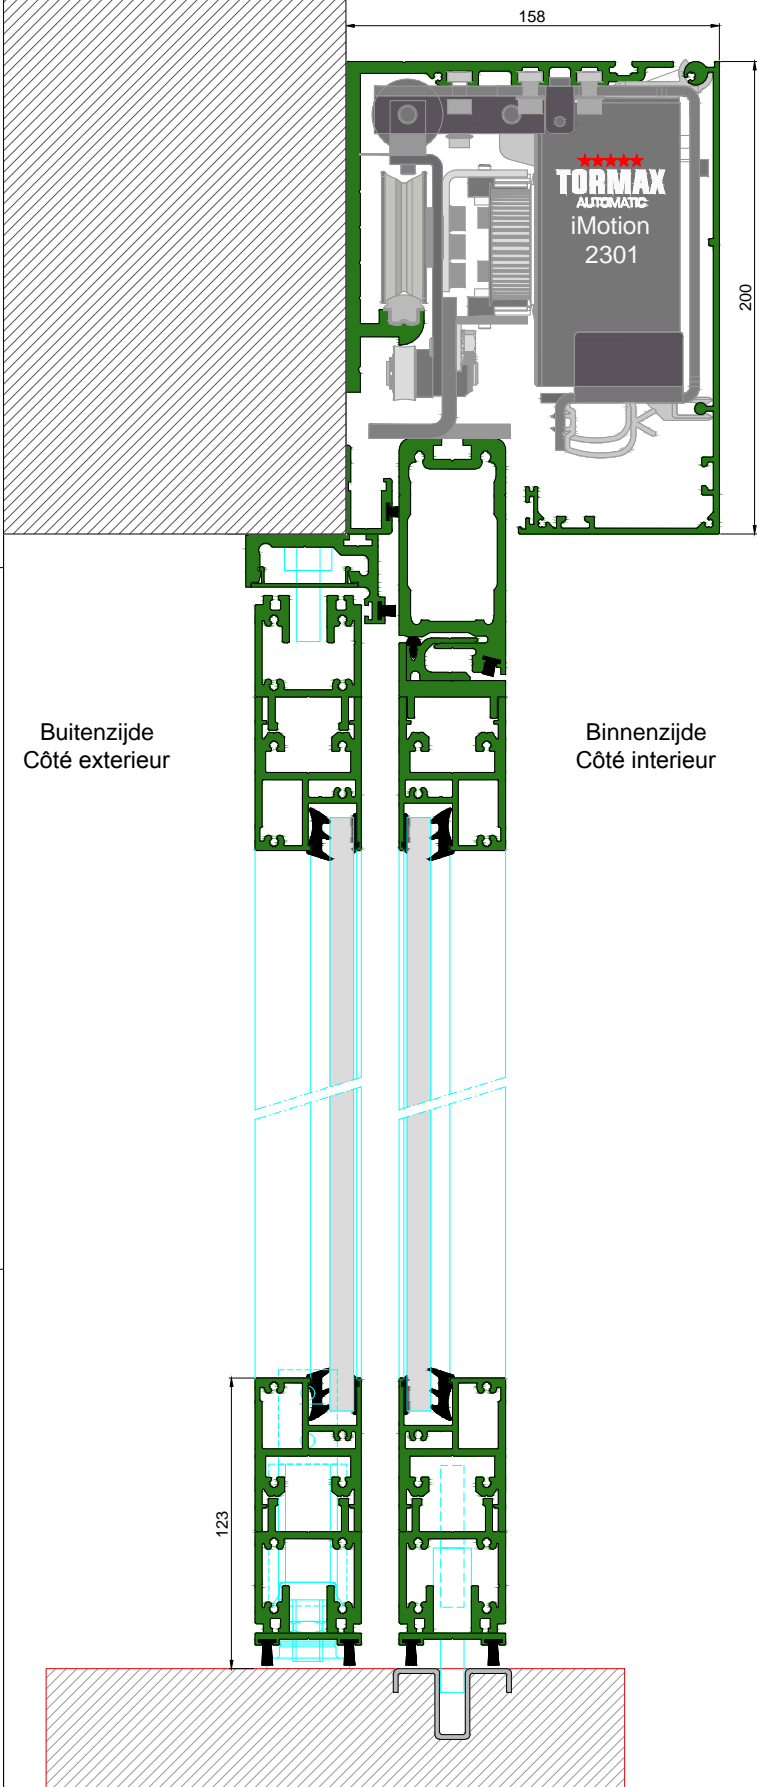 158
TORMAX
AUTOMATIC
iMotion
2301
200
Buitenzijde
Côté exterieur
Binnenzijde
Côté interieur
123